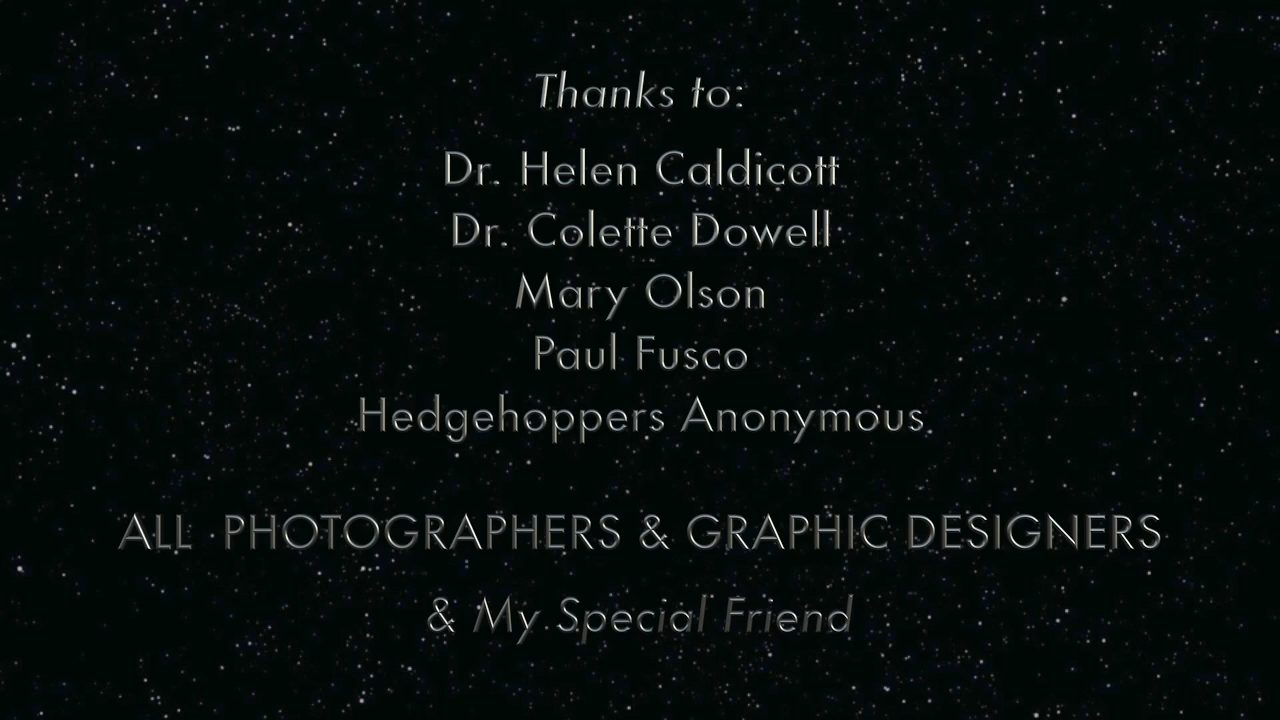 Thanks to:
Dr. Helen Caldicott
Dr. Colette Dowell
Mary Olson
Paul Fusco
Hedgehoppers Anonymous
ALL PHOTOGRAPHERS & GRAPHIC DESIGNERS
& My Special Friend